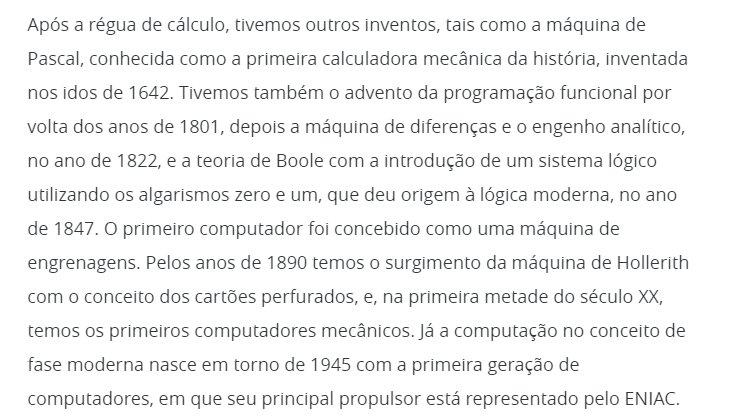 Após a régua de cálculo, tivemos outros inventos, tais como a máquina de
Pascal, conhecida como a primeira calculadora mecânica da história, inventada
nos idos de 1642. Tivemos também o advento da programação funcional por
volta dos anos de 1801, depois a máquina de diferenças e o engenho analítico,
no ano de 1822, e a teoria de Boole com a introdução de um sistema lógico
utilizando os algarismos zero e um, que deu origem à lógica moderna, no ano
de 1847. O primeiro computador foi concebido como uma máquina de
engrenagens. Pelos anos de 1890 temos o surgimento da máquina de Hollerith
com o conceito dos cartões perfurados, e, na primeira metade do século XX,
temos os primeiros computadores mecânicos. Já a computação no conceito de
fase moderna nasce em torno de 1945 com a primeira geração de
computadores, em que seu principal propulsor está representado pelo ENIAC.